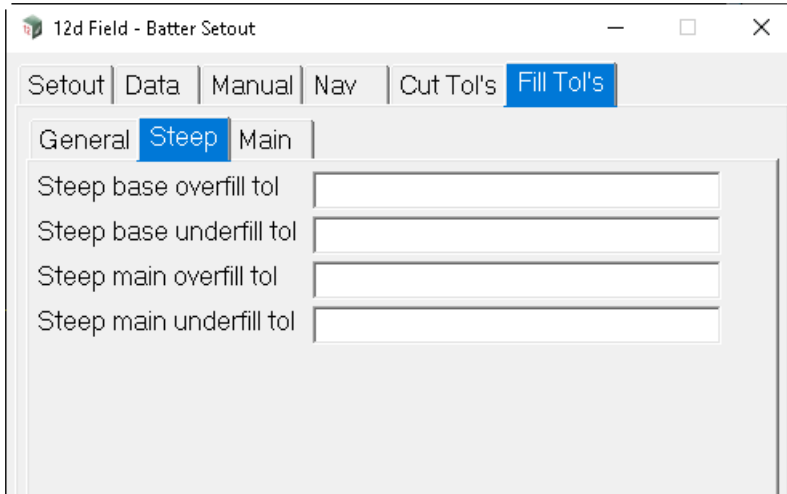 12d Field - Batter Setout
Setout Data Manual Nav Cut Tol's Fill Tol's
General Steep Main
Steep base overfill tol
Steep base underfill tol
Steep main overfill tol
Steep main underfill tol